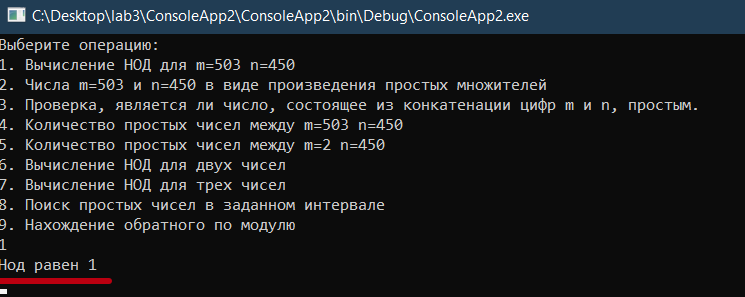 C:\Desktop\lab3\ConsoleApp2\ConsoleApp2\bin\Debug\ConsoleApp2.exe
Выберите операцию:
1. Вычисление НОД для m=503 n=450
2. Числа m=503 и n=450 в виде произведения простых множителей
3. Проверка, является ли число, состоящее из конкатенации цифр m и n, простым.
4. Количество простых чисел между m=503 n=450
5. Количество простых чисел между m=2 n=450
6. Вычисление НОД для двух чисел
7. Вычисление НОД для трех чисел
8. Поиск простых чисел в заданном интервале
9. Нахождение обратного по модулю
1
Нод равен 1